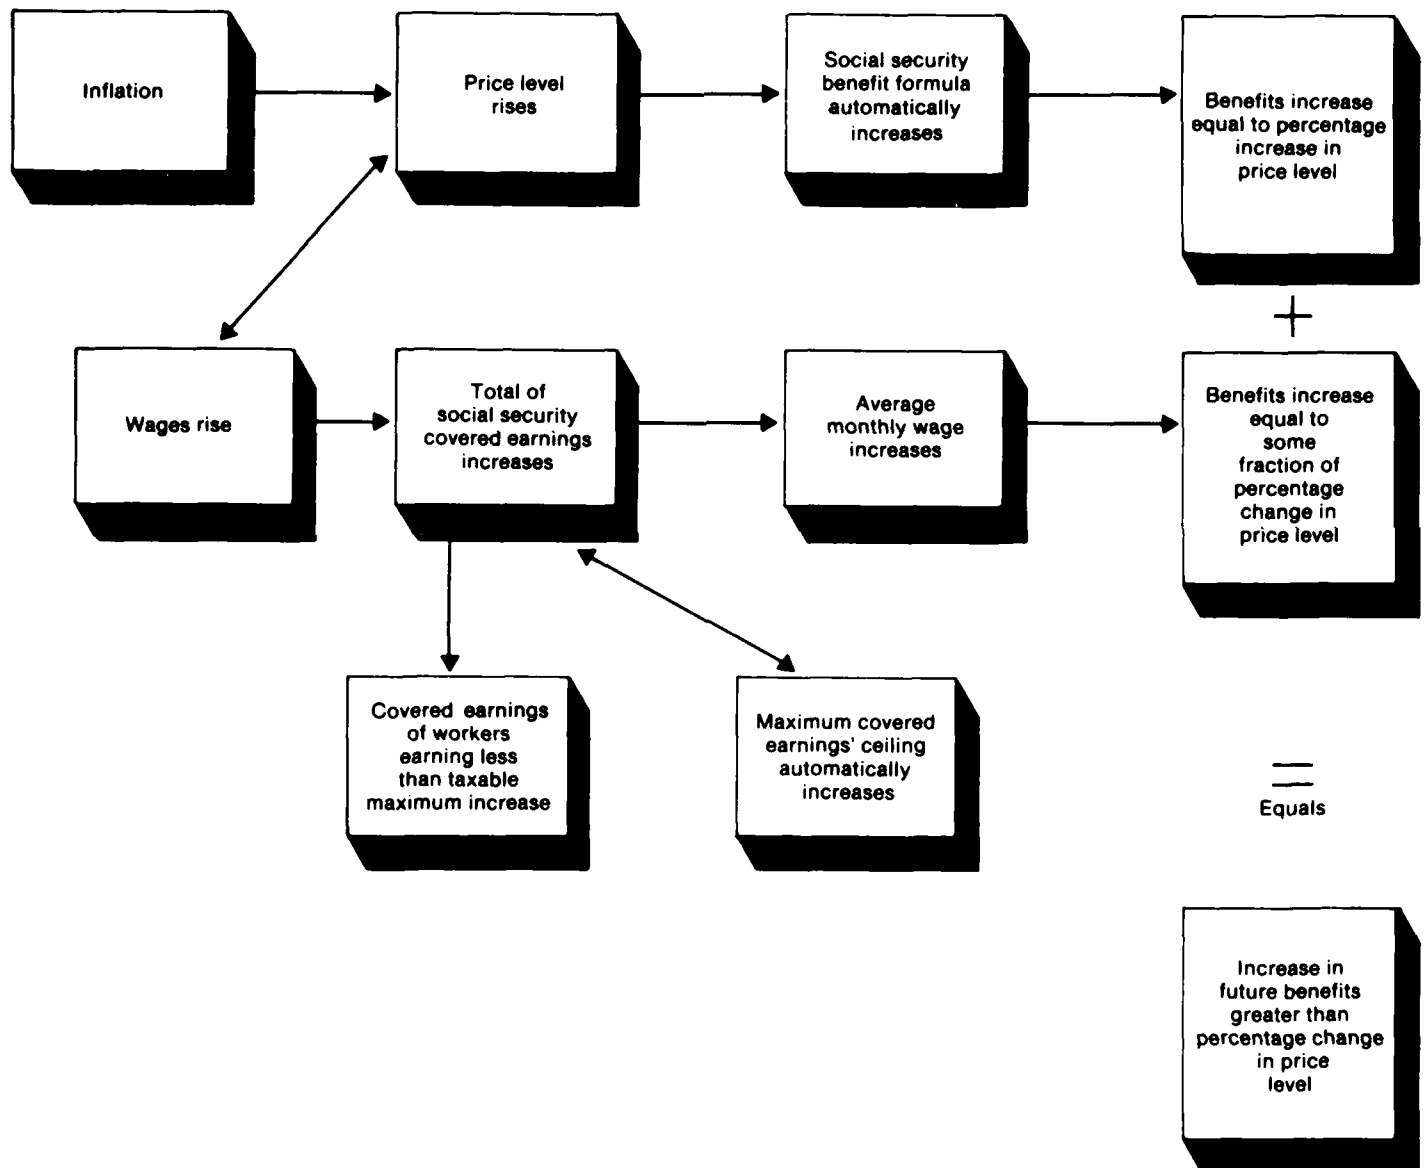 Inflation
Price level
rises
Social security
benefit formula
automatically
increases
Benefits increase
equal to percentage
increase in
price level
+
Wages rise
Total of
social security
covered earnings
increases
Average
monthly wage
increases
Benefits increase
equal to
some
fraction of
percentage
change in
price level
Covered earnings
of workers
earning less
than taxable
maximum increase
Maximum covered
earnings' ceiling
automatically
increases
=
Equals
Increase in
future benefits
greater than
percentage change
in price
level